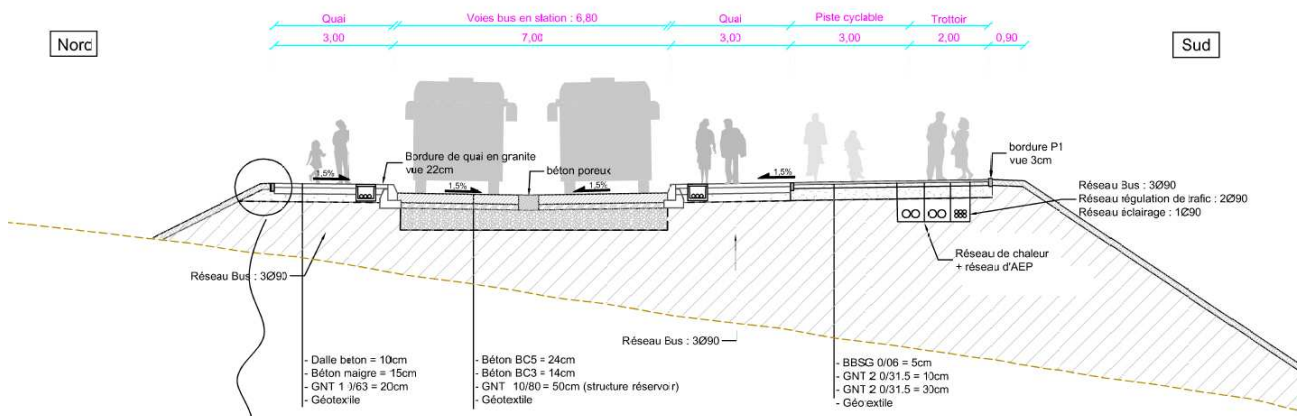 Quai
Voies bus en station : 6,80
Quai
Piste cyclable
Trottoir
3,00
7,00
3,00
3,00
2,00
0,90
Nord
Sud
Bordure de quai en granite
vue 22cm
béton poreux
bordure P1
vue 3cm
1,5%
1,5%
1,5%
1,5%
Réseau Bus : 3Ø90
Réseau régulation de trafic : 2Ø90
Réseau éclairage : 1Ø90
Réseau de chaleur
+ réseau d'AEP
Réseau Bus : 3Ø90
Réseau Bus : 3Ø90
- Dalle beton = 10cm
- Béton maigre = 15cm
- GNT 1 0/63 = 20cm
- Géotextile
- Béton BC5 = 24cm
- Béton BC3 = 14cm
- GNT 10/80 = 50cm (structure réservoir)
- Géotextile
- BBSG 0/06 = 5cm
- GNT 2 0/31.5 = 10cm
- GNT 2 0/31.5 = 30cm
- Géotextile